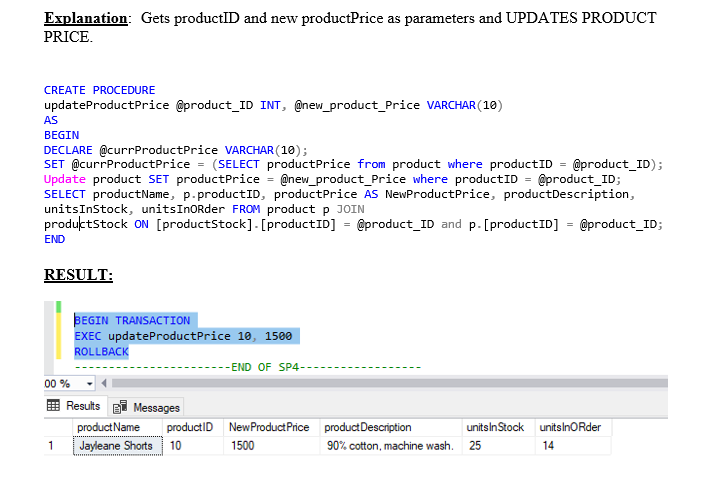 Explanation: Gets productID and new productPrice as parameters and UPDATES PRODUCT
PRICE.
CREATE PROCEDURE
updateProductPrice @product_ID INT, @new_product_Price VARCHAR(10)
AS
BEGIN
DECLARE @currProductPrice VARCHAR(10);
SET @currProductPrice = (SELECT productPrice from product where productID = @product_ID);
Update product SET productPrice = @new_product_Price where productID = @product_ID;
SELECT productName, p.productID, productPrice AS NewProductPrice, productDescription,
unitsInStock, unitsInORder FROM product p JOIN
productStock ON [productStock].[productID] = @product_ID and p.[productID] = @product_ID;
END
RESULT:
BEGIN TRANSACTION
EXEC updateProductPrice 10, 1500
ROLLBACK
-----------------------END OF SP4------------------
00 %
Results Messages
productName productID NewProductPrice productDescription unitsInStock unitsInORder
1 Jayleane Shorts 10 1500 90% cotton, machine wash. 25 14